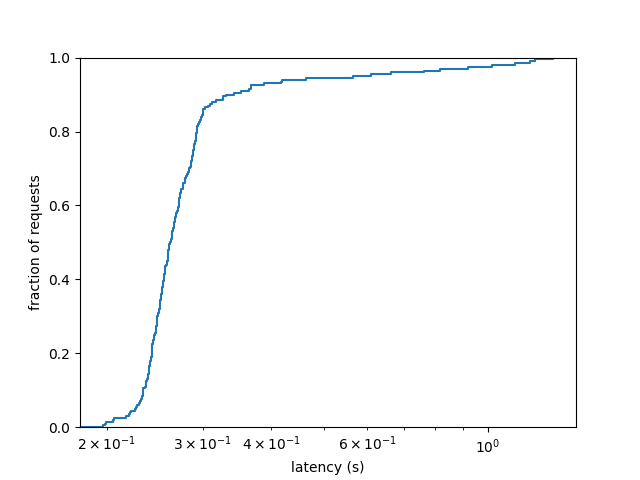 fraction of requests
1.0
0.8
0.6
0.4
0.2
0.0
2 × 10⁻¹ 3 × 10⁻¹ 4 × 10⁻¹ 6 × 10⁻¹ 10⁰
latency (s)